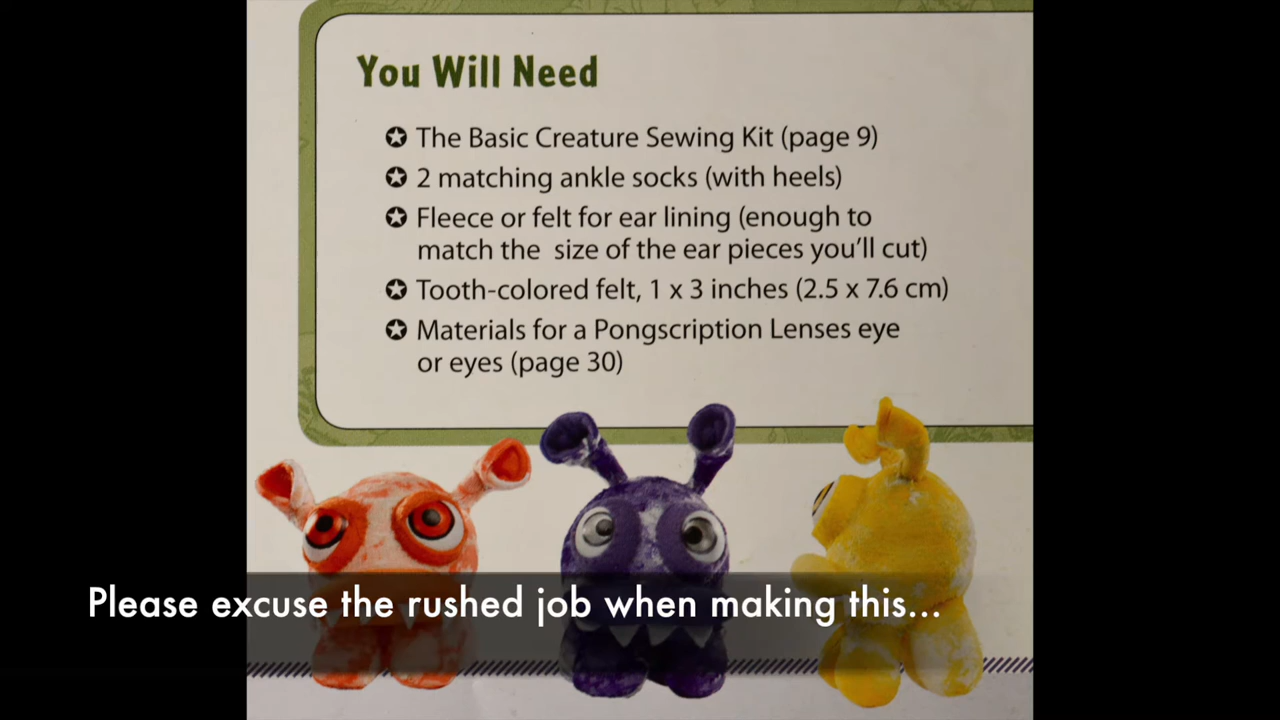 You Will Need
✪ The Basic Creature Sewing Kit (page 9)
✪ 2 matching ankle socks (with heels)
✪ Fleece or felt for ear lining (enough to
match the size of the ear pieces you'll cut)
✪ Tooth-colored felt, 1 x 3 inches (2.5 x 7.6 cm)
✪ Materials for a Pongscription Lenses eye
or eyes (page 30)
Please excuse the rushed job when making this...